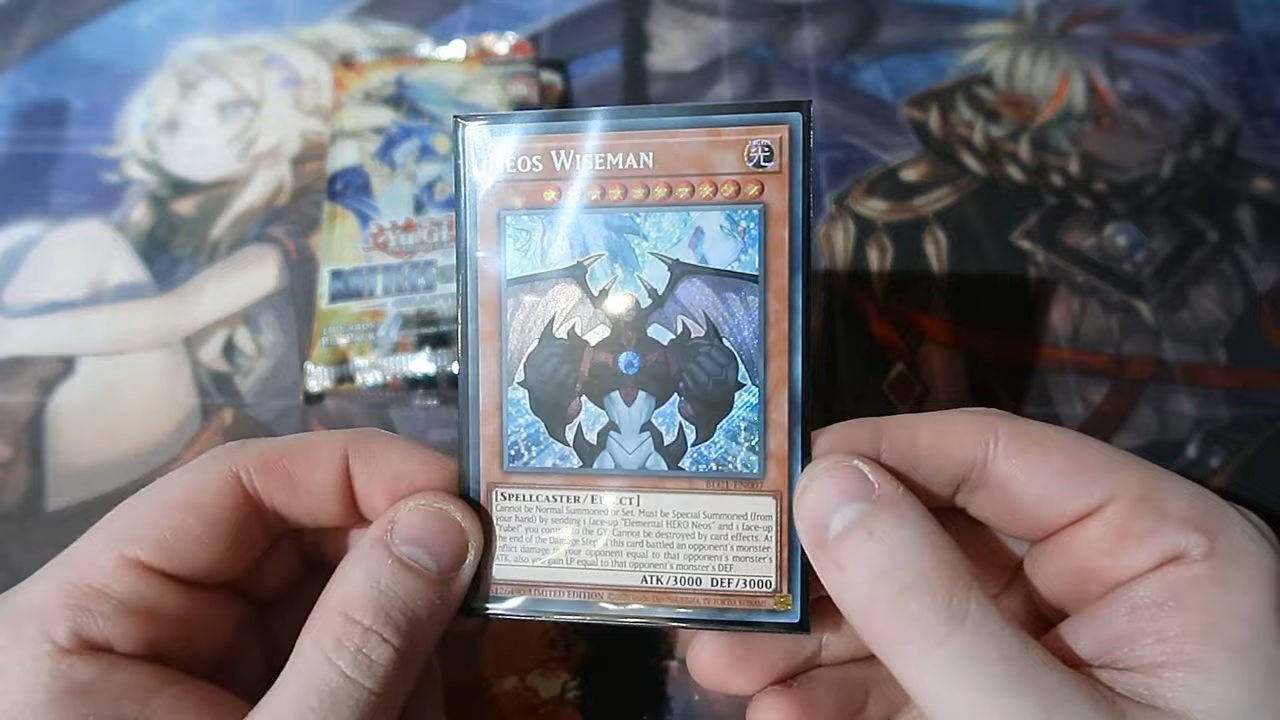 EOS WISEMAN
光
BLC1-EN007
[SPELLCASTER/EFFECT]
Cannot be Normal Summoned or Set. Must be Special Summoned (from
your hand) by sending 1 face-up "Elemental HERO Neos" and 1 face-up
"Yubel" you control to the GY. Cannot be destroyed by card effects. At
the end of the Damage Step, if this card battled an opponent's monster:
inflict damage to your opponent equal to that opponent's monster's
ATK, also you gain LP equal to that opponent's monster's DEF.
ATK/3000 DEF/3000
LIMITED EDITION